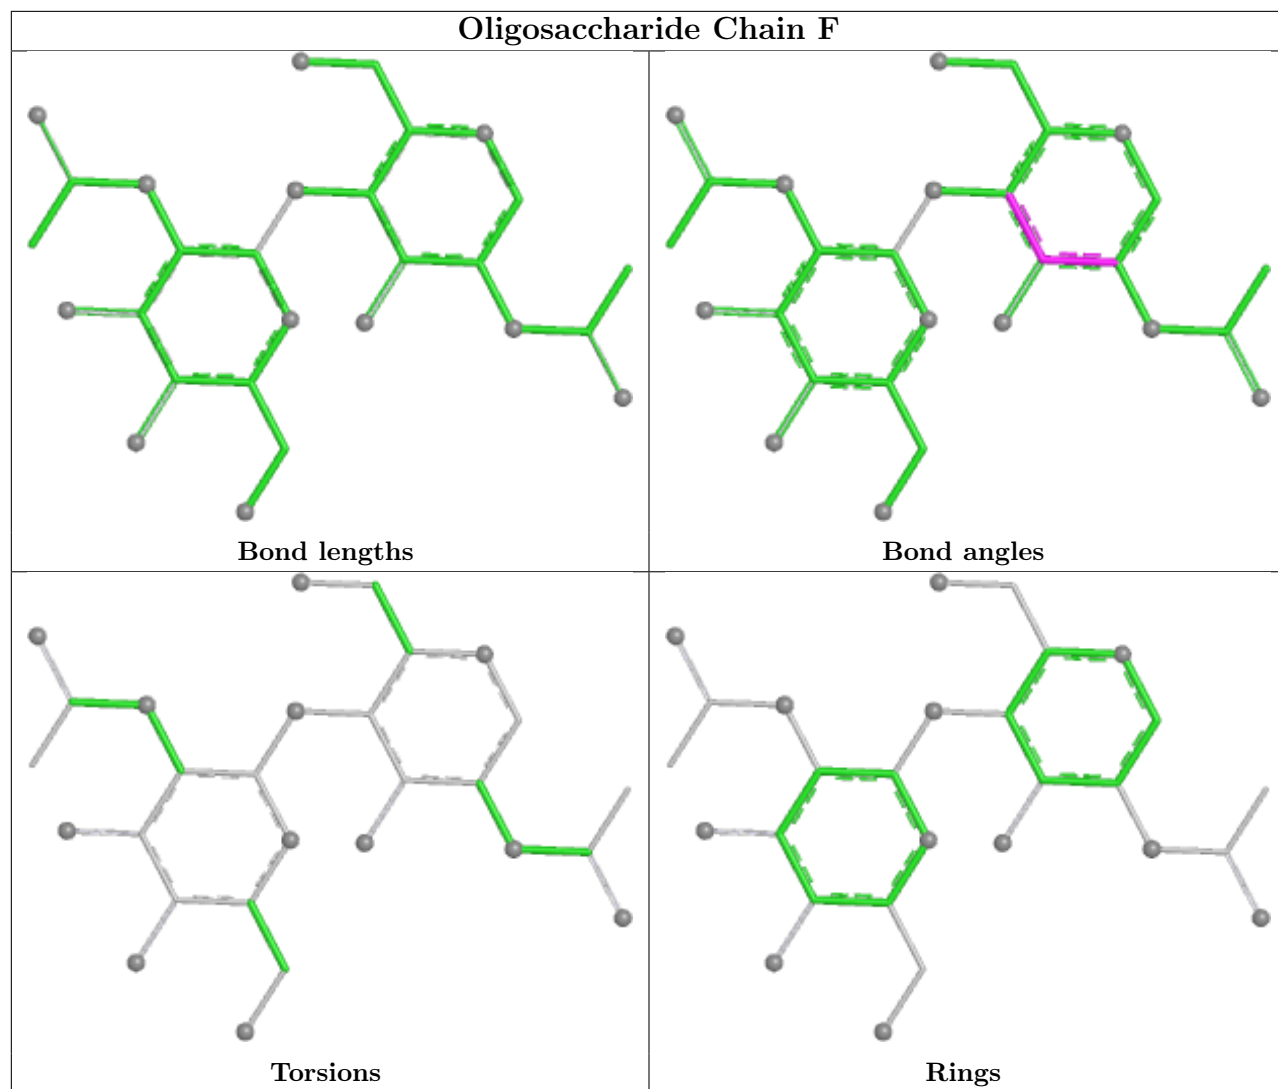 Oligosaccharide Chain F
Bond lengths
Bond angles
Torsions
Rings